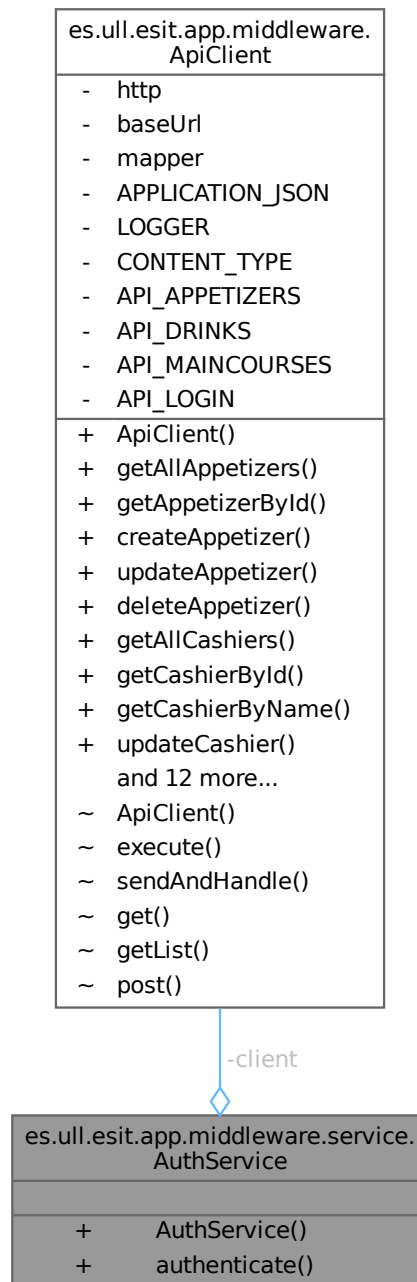 es.ull.esit.app.middleware.
ApiClient
- http
- baseUrl
- mapper
- APPLICATION_JSON
- LOGGER
- CONTENT_TYPE
- API_APPETIZERS
- API_DRINKS
- API_MAINCOURSES
- API_LOGIN
+ ApiClient()
+ getAllAppetizers()
+ getAppetizerById()
+ createAppetizer()
+ updateAppetizer()
+ deleteAppetizer()
+ getAllCashiers()
+ getCashierById()
+ getCashierByName()
+ updateCashier()
and 12 more...
~ ApiClient()
~ execute()
~ sendAndHandle()
~ get()
~ getList()
~ post()
-client
es.ull.esit.app.middleware.service.
AuthService
+ AuthService()
+ authenticate()